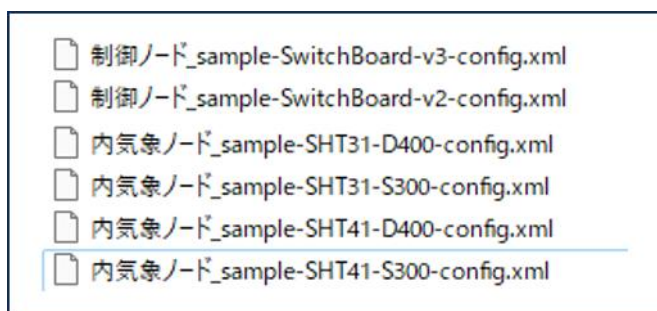 制御ノード_sample-SwitchBoard-v3-config.xml
制御ノード_sample-SwitchBoard-v2-config.xml
内気象ノード_sample-SHT31-D400-config.xml
内気象ノード_sample-SHT31-S300-config.xml
内気象ノード_sample-SHT41-D400-config.xml
内気象ノード_sample-SHT41-S300-config.xml